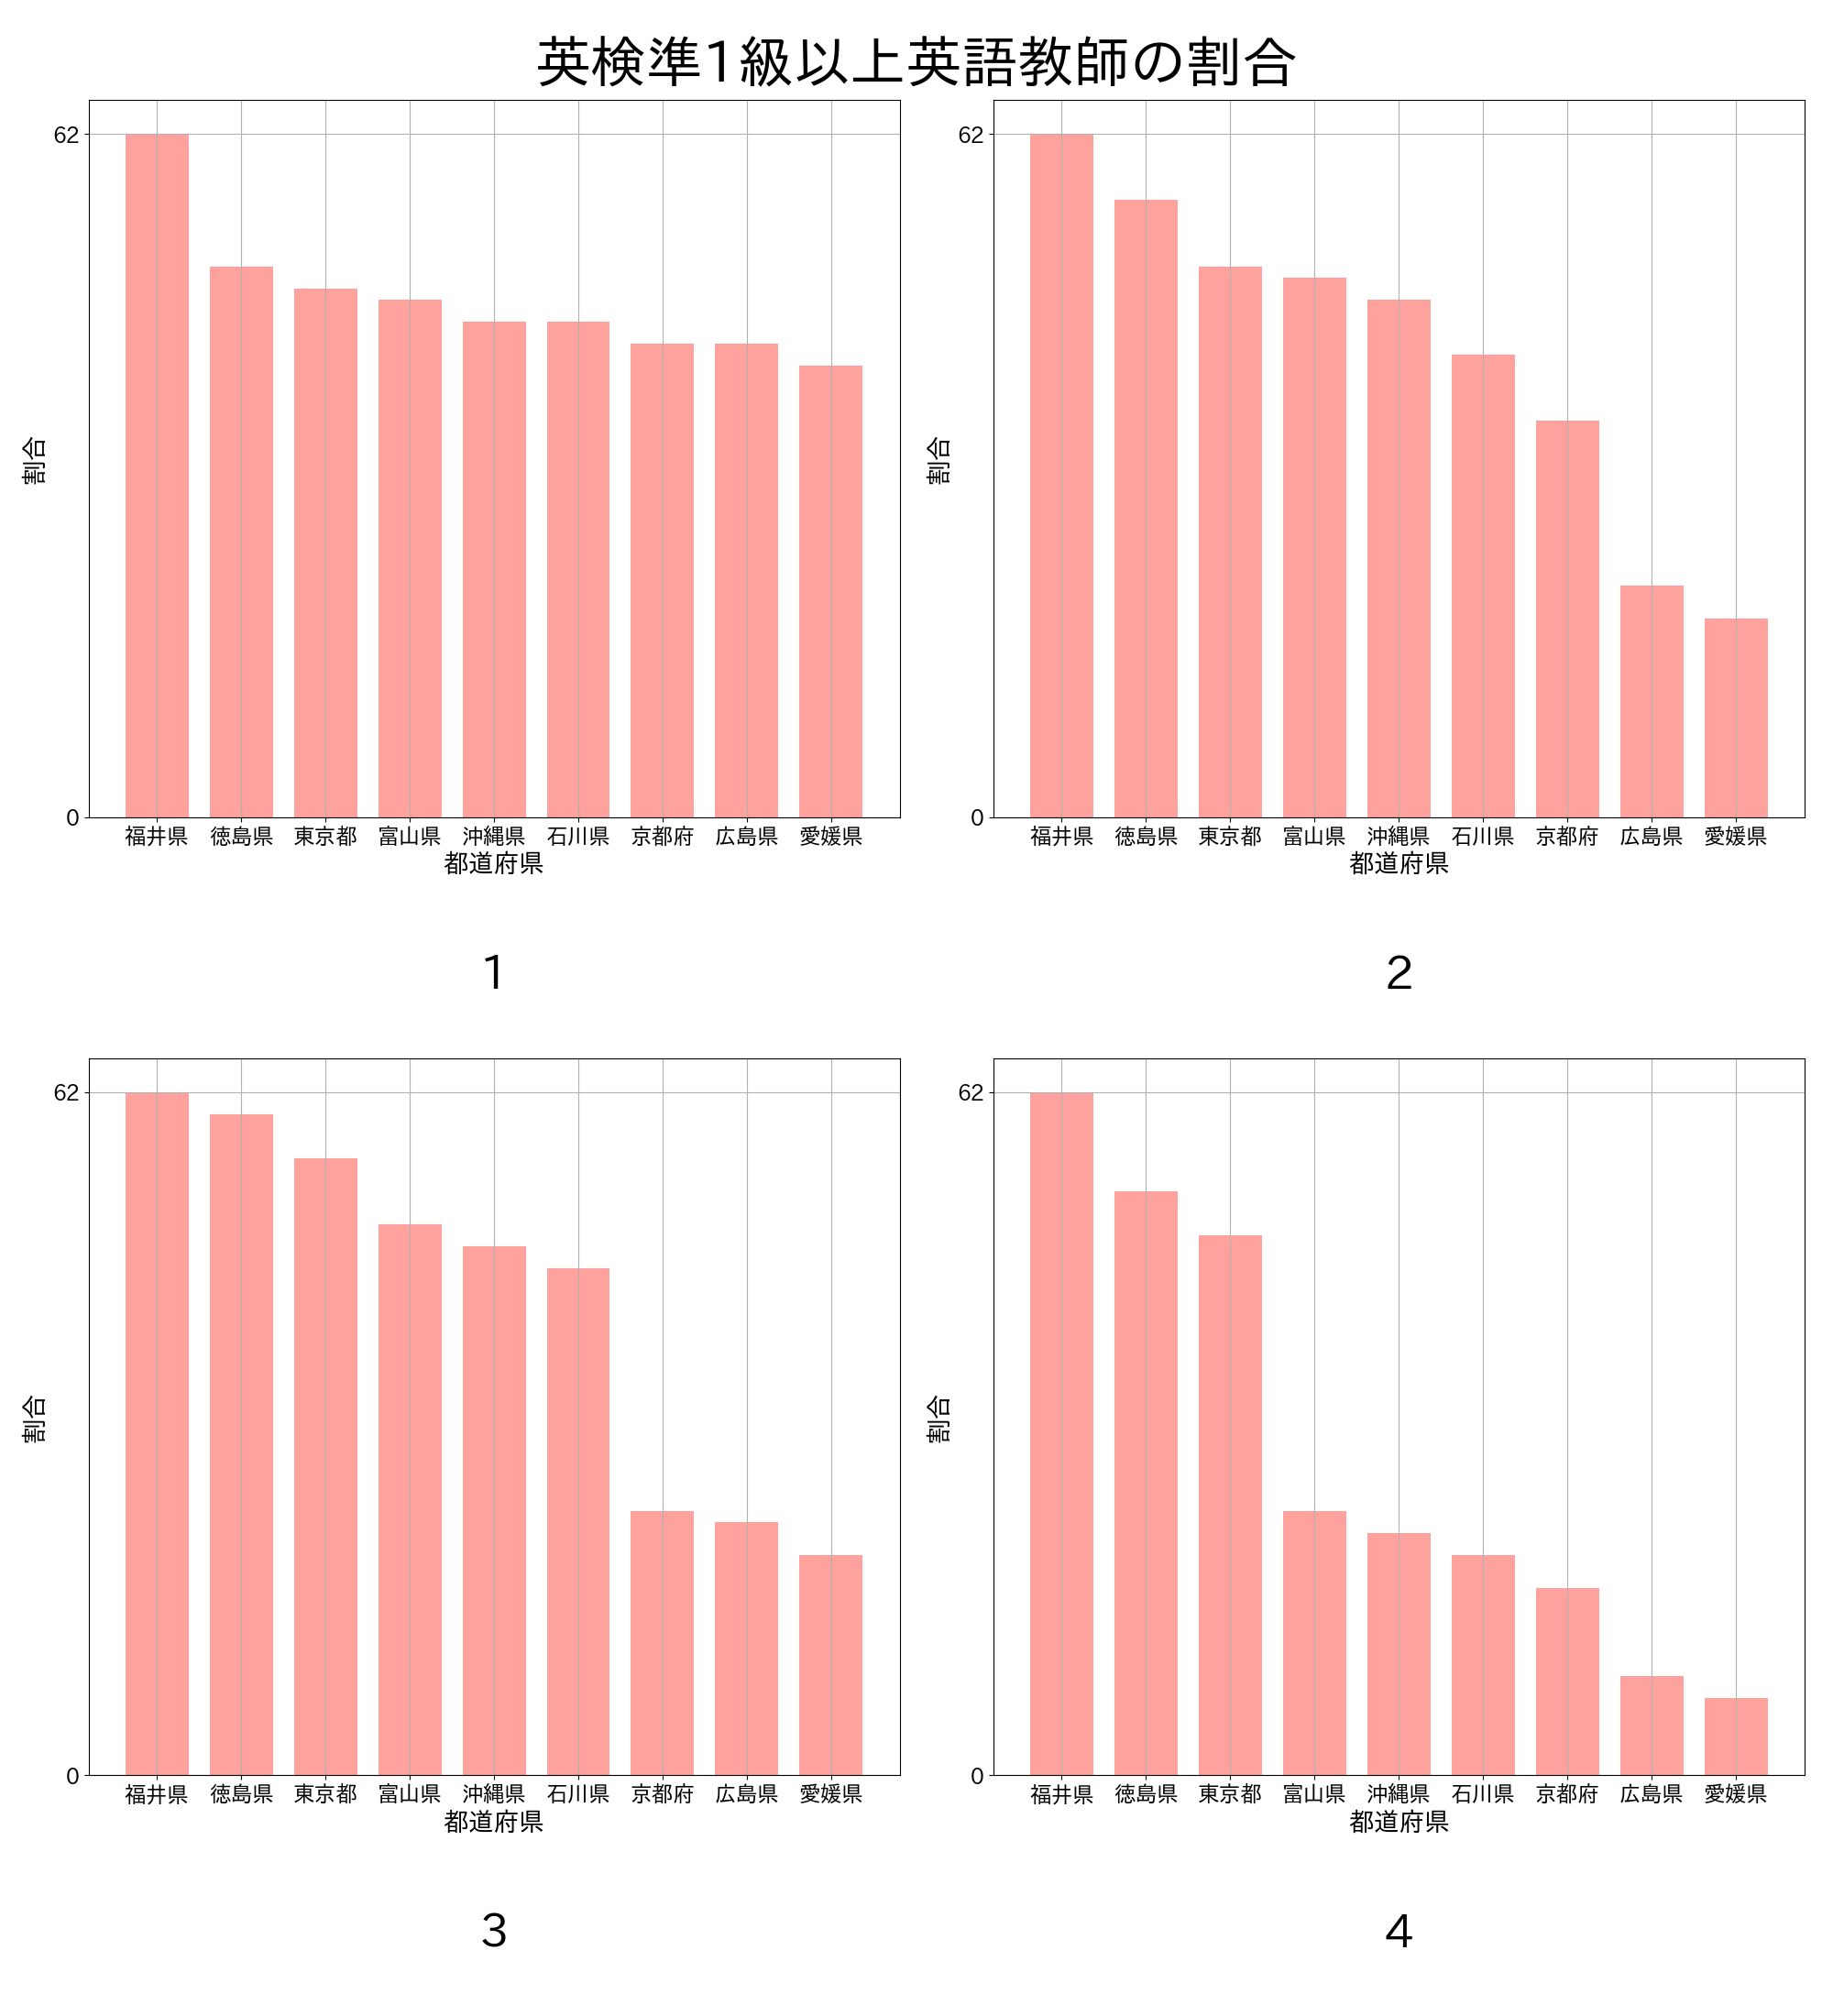 英検準1級以上英語教師の割合
62
0
割合
福井県 徳島県 東京都 富山県 沖縄県 石川県 京都府 広島県 愛媛県
都道府県
1
62
0
割合
福井県 徳島県 東京都 富山県 沖縄県 石川県 京都府 広島県 愛媛県
都道府県
2
62
0
割合
福井県 徳島県 東京都 富山県 沖縄県 石川県 京都府 広島県 愛媛県
都道府県
3
62
0
割合
福井県 徳島県 東京都 富山県 沖縄県 石川県 京都府 広島県 愛媛県
都道府県
4